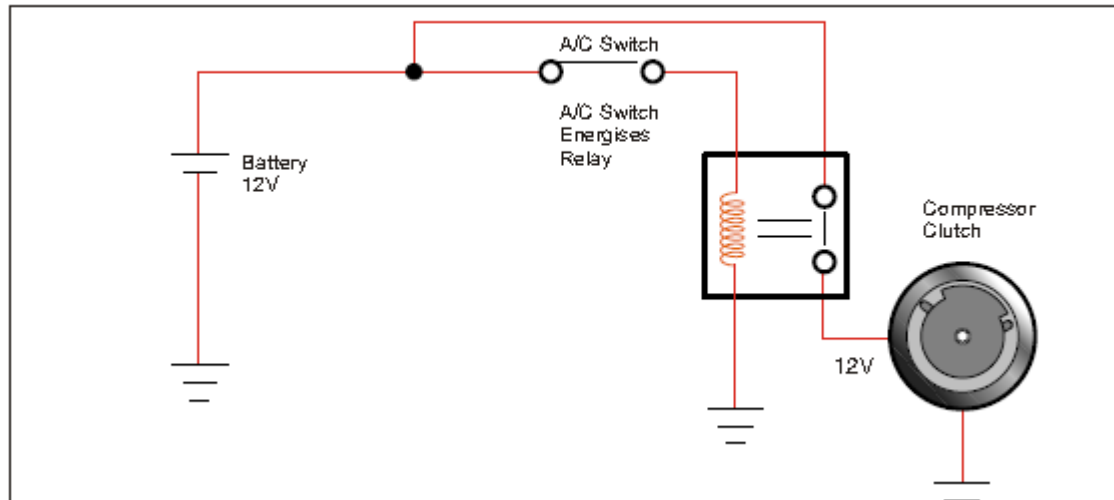 A/C Switch
A/C Switch
Energises
Relay
Battery
12V
Compressor
Clutch
12V